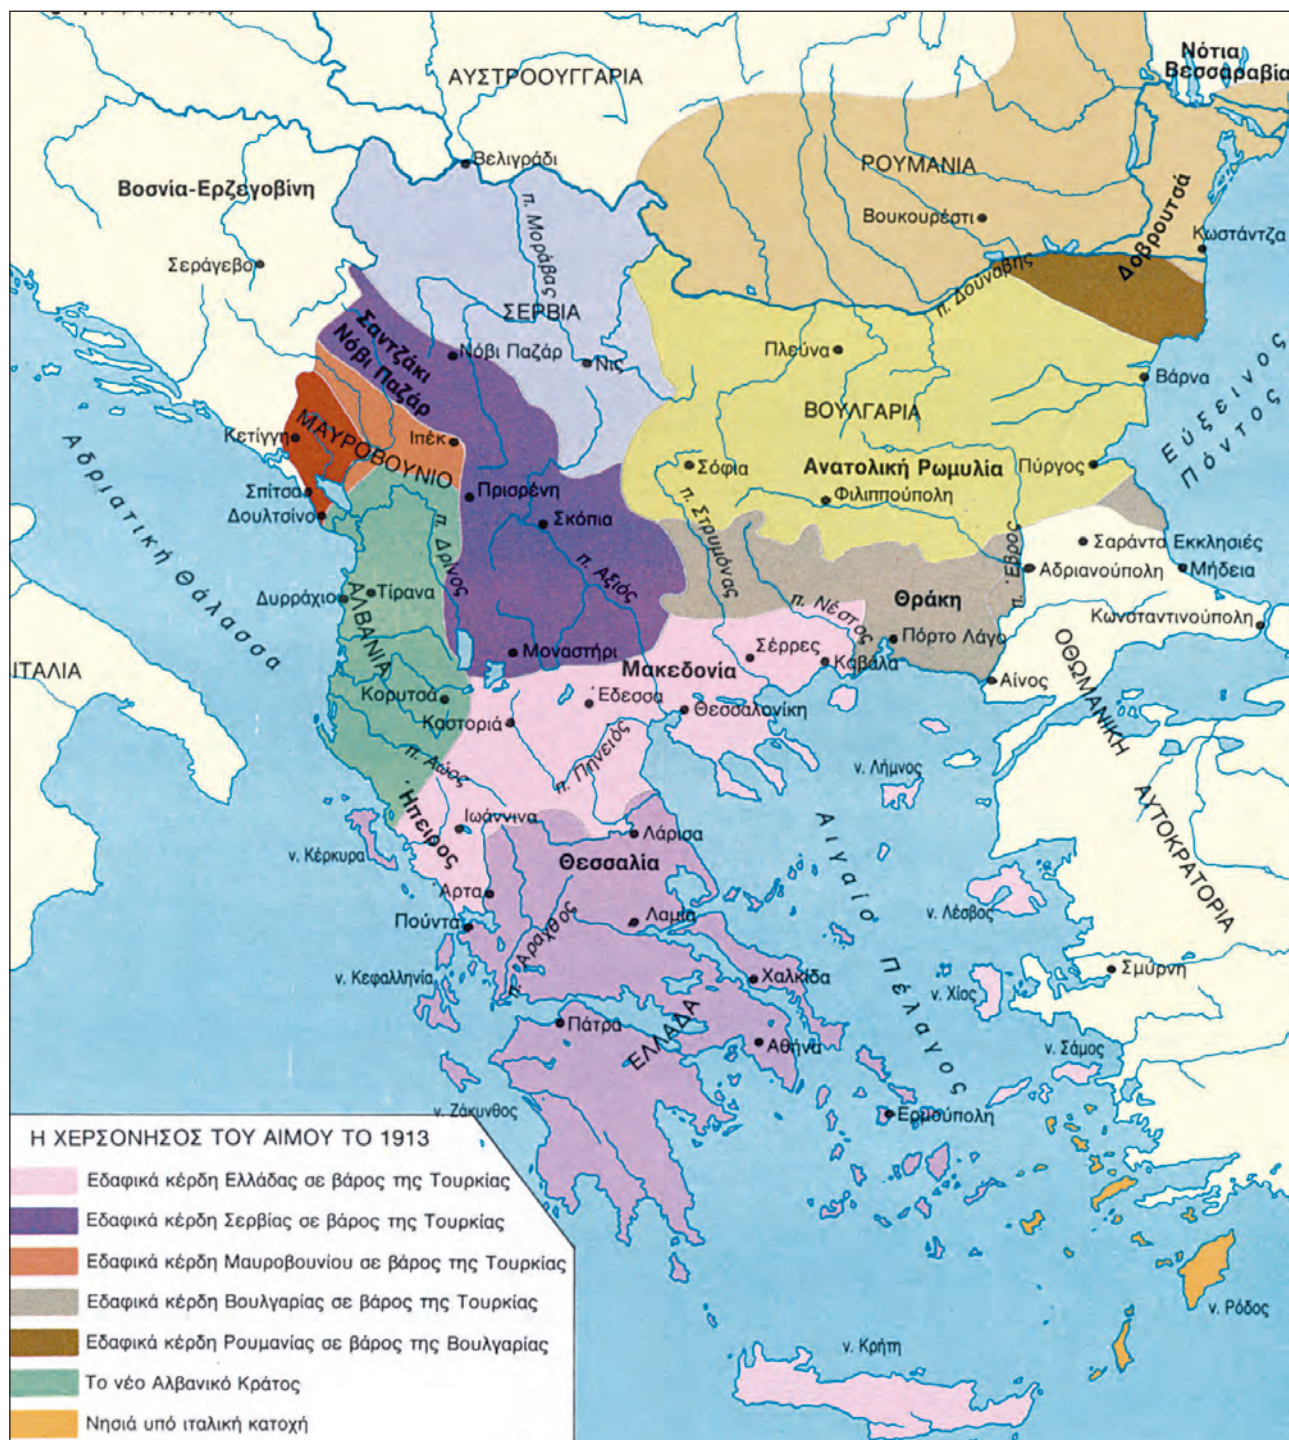 ΑΥΣΤΡΟΟΥΓΓΑΡΙΑ
Νότια
Βεσσαραβία
Βελιγράδι
ΡΟΥΜΑΝΙΑ
Βοσνία-Ερζεγοβίνη
Βουκουρέστι
Δοβρουτσά
Κωστάντζα
π. Μοράβας
Σεράγεβο
π. Δούναβης
ΣΕΡΒΙΑ
Σαντζάκι
Νόβι Παζάρ
Νόβι Παζάρ
Νις
Πλεύνα
Βάρνα
Εύξεινος
Πόντος
ΒΟΥΛΓΑΡΙΑ
Κετίγγη
ΜΑΥΡΟΒΟΥΝΙΟ
Ιπέκ
Σόφια
Ανατολική Ρωμυλία
Πύργος
Αδριατική Θάλασσα
Σπίτσα
Πρισρένη
Φιλιππούπολη
Δουλτσίνο
Σκόπια
π. Δρίνος
π. Στρυμόνας
π. Έβρος
Σαράντα Εκκλησιές
Αδριανούπολη
Μήδεια
π. Αξιός
Τίρανα
Δυρράχιο
ΑΛΒΑΝΙΑ
π. Νέστος
Θράκη
Κωνσταντινούπολη
Μοναστήρι
Σέρρες
Πόρτο Λάγο
Μακεδονία
Καβάλα
ΙΤΑΛΙΑ
Αίνος
ΟΘΩΜΑΝΙΚΗ
ΑΥΤΟΚΡΑΤΟΡΙΑ
Κορυτσά
Έδεσσα
Καστοριά
Θεσσαλονίκη
π. Αώος
π. Πηνειός
ν. Λήμνος
Ήπειρος
Ιωάννινα
Λάρισα
ν. Κέρκυρα
Θεσσαλία
Αιγαίο Πέλαγος
Άρτα
Πούντα
π. Άραχθος
Λαμία
ν. Λέσβος
ν. Κεφαλληνία
Χαλκίδα
Σμύρνη
ν. Χίος
Πάτρα
ΕΛΛΑΔΑ
Αθήνα
ν. Σάμος
ν. Ζάκυνθος
Ερμούπολη
Η ΧΕΡΣΟΝΗΣΟΣ ΤΟΥ ΑΙΜΟΥ ΤΟ 1913
Εδαφικά κέρδη Ελλάδας σε βάρος της Τουρκίας
Εδαφικά κέρδη Σερβίας σε βάρος της Τουρκίας
Εδαφικά κέρδη Μαυροβουνίου σε βάρος της Τουρκίας
Εδαφικά κέρδη Βουλγαρίας σε βάρος της Τουρκίας
Εδαφικά κέρδη Ρουμανίας σε βάρος της Βουλγαρίας
Το νέο Αλβανικό Κράτος
Νησιά υπό ιταλική κατοχή
ν. Ρόδος
ν. Κρήτη